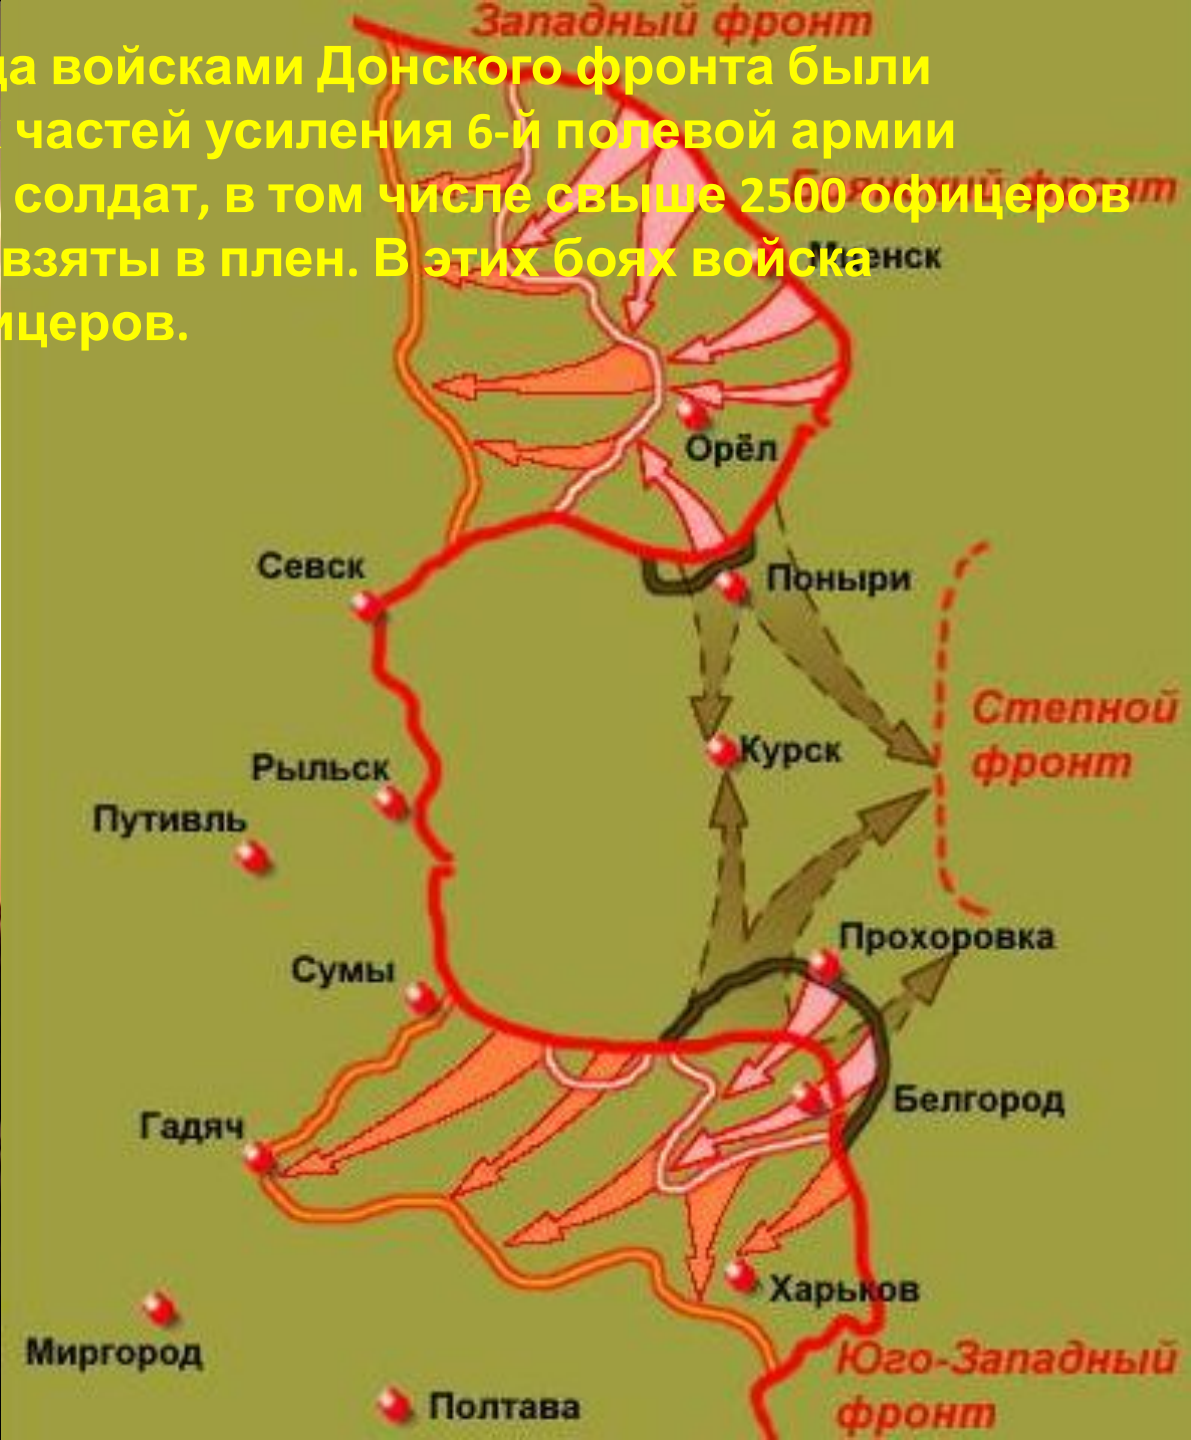 Западный фронт
да войсками Донского фронта были
частей усиления 6-й полевой армии
солдат, в том числе свыше 2500 офицеров
взяты в плен. В этих боях войска
ицеров.
фронт
Орёл
Севск
Поныри
Степной
фронт
Курск
Рыльск
Путивль
Прохоровка
Сумы
Белгород
Гадяч
Харьков
Миргород
Юго-Западный
фронт
Полтава